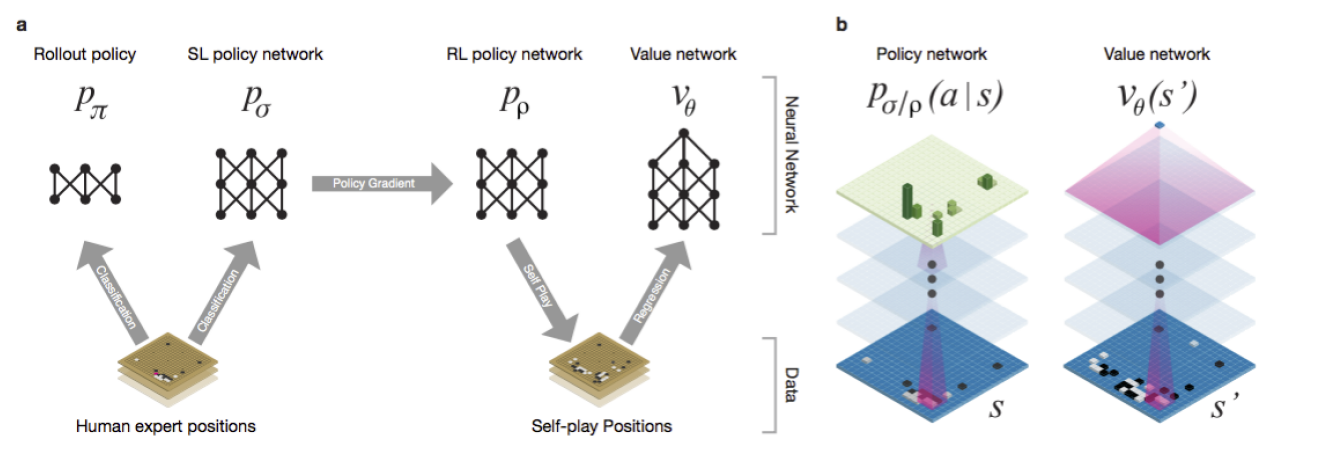 a
Rollout policy
SL policy network
RL policy network
Value network
pπ
pσ
pρ
vθ
Policy Gradient
Neural Network
Classification
Classification
Self Play
Regression
Data
Human expert positions
Self-play Positions
b
Policy network
Value network
pσ/ρ (a|s)
vθ(s’)
s
s’